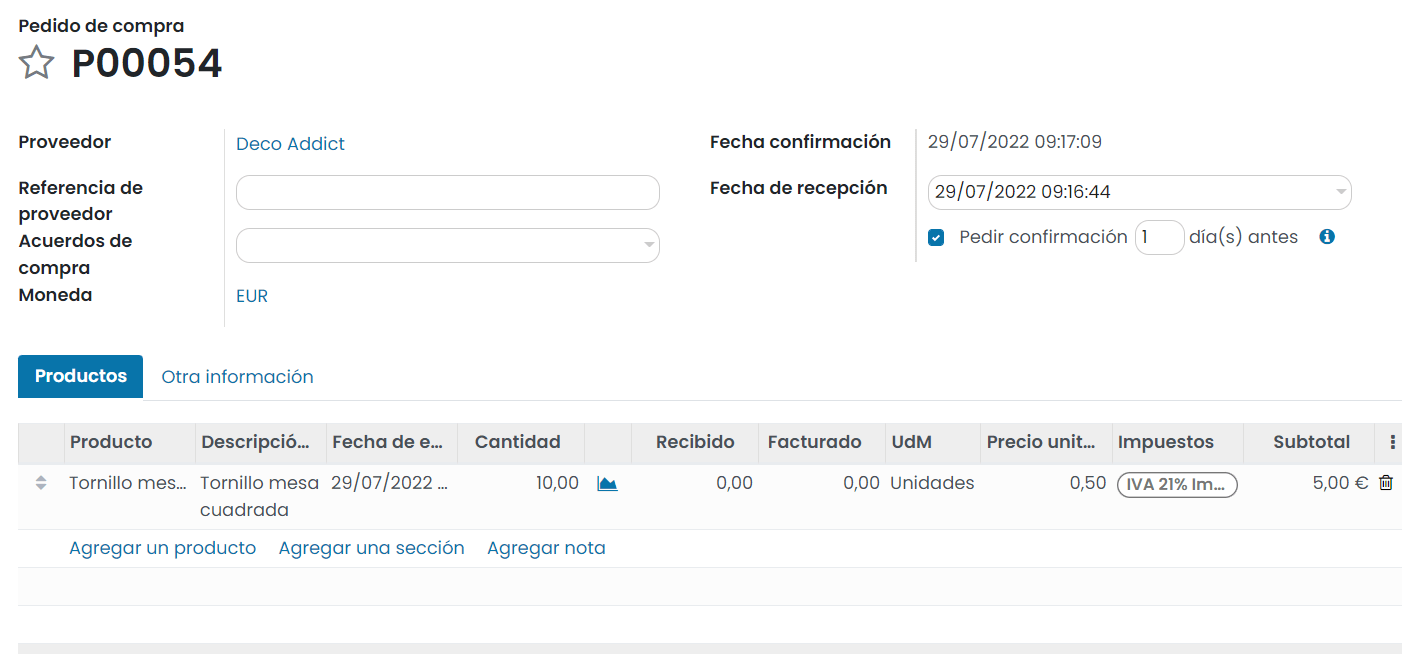 Pedido de compra
P00054
Proveedor
Deco Addict
Referencia de
proveedor
Acuerdos de
compra
Moneda
EUR
Fecha confirmación
29/07/2022 09:17:09
Fecha de recepción
29/07/2022 09:16:44
Pedir confirmación 1 día(s) antes
Productos Otra información
Producto Descripció... Fecha de e... Cantidad Recibido Facturado UdM Precio unit... Impuestos Subtotal
Tornillo mes... Tornillo mesa 29/07/2022 ... 10,00 0,00 0,00 Unidades 0,50 IVA 21% Im... 5,00 €
cuadrada
Agregar un producto Agregar una sección Agregar nota